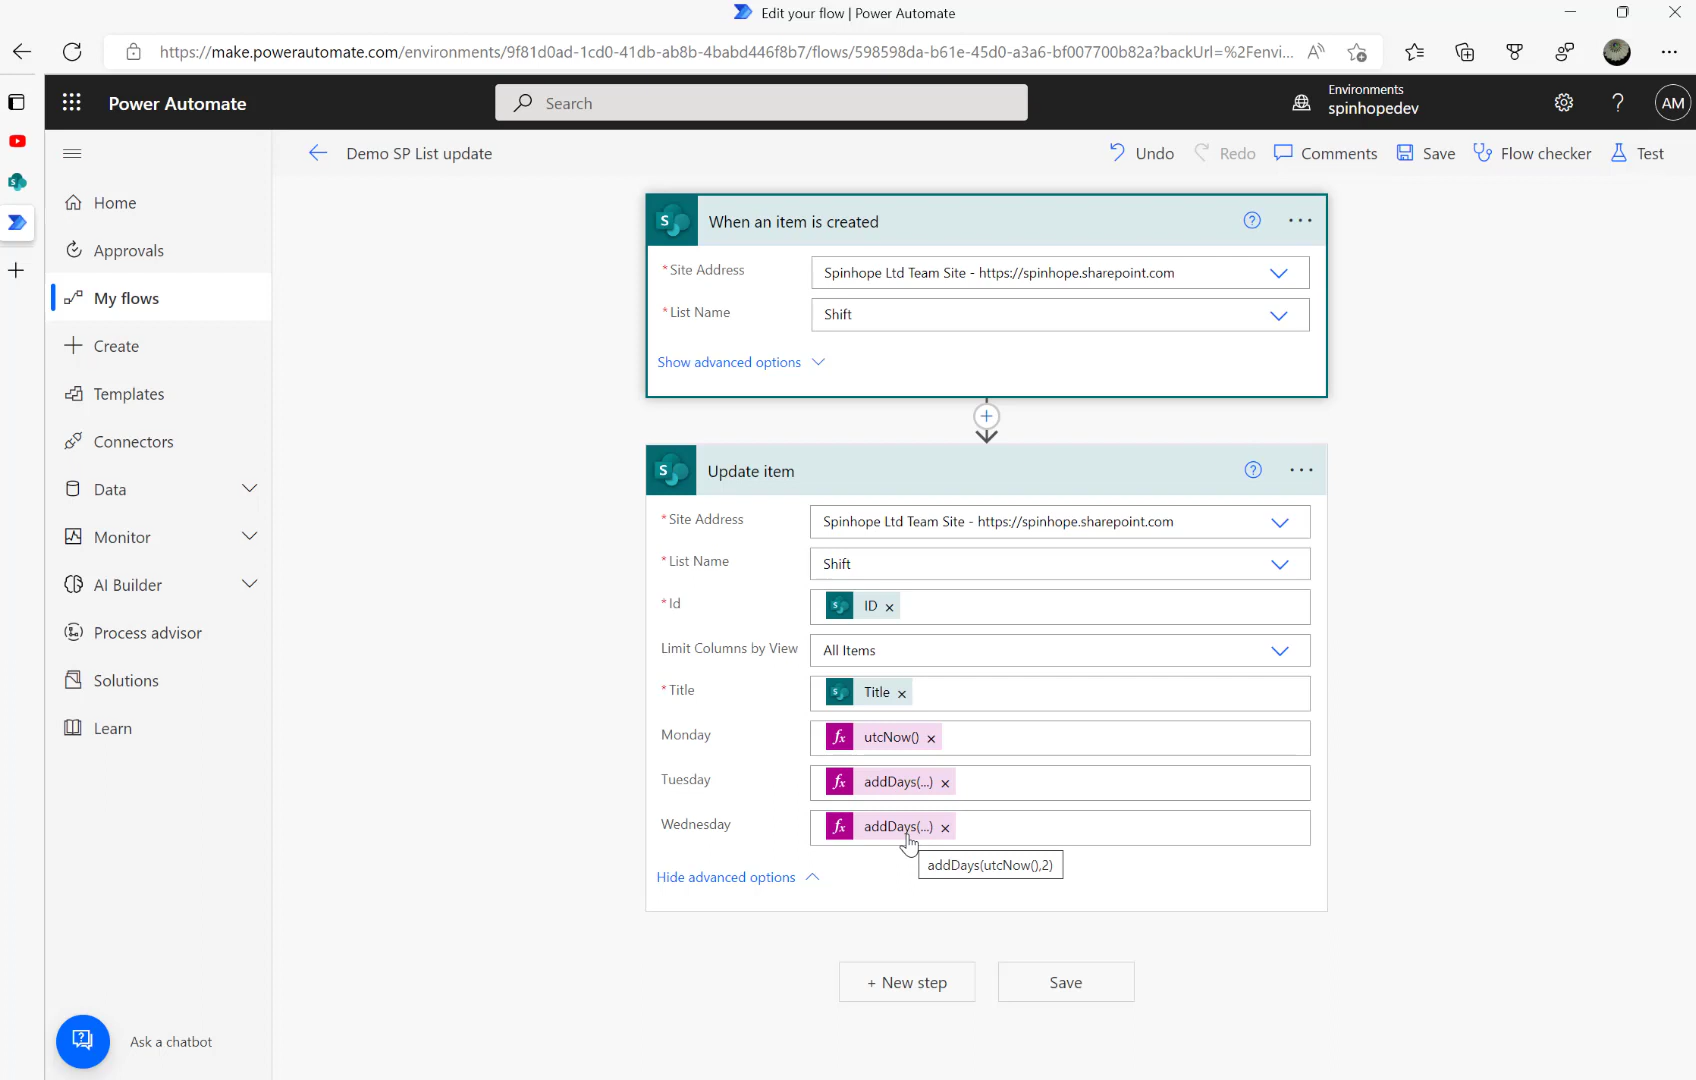 Edit your flow | Power Automate
https://make.powerautomate.com/environments/9f81d0ad-1cd0-41db-ab8b-4babd446f8b7/flows/598598da-b61e-45d0-a3a6-bf007700b82a?backUrl=%2Fenvi...
Power Automate
Search
Environments
spinhopedev
AM
Demo SP List update
Undo
Redo
Comments
Save
Flow checker
Test
Home
Approvals
My flows
Create
Templates
Connectors
Data
Monitor
AI Builder
Process advisor
Solutions
Learn
Ask a chatbot
When an item is created
* Site Address
Spinhope Ltd Team Site - https://spinhope.sharepoint.com
* List Name
Shift
Show advanced options
Update item
* Site Address
Spinhope Ltd Team Site - https://spinhope.sharepoint.com
* List Name
Shift
* Id
ID
Limit Columns by View
All Items
* Title
Title
Monday
fx utcNow()
Tuesday
fx addDays(...)
Wednesday
fx addDays(...)
addDays(utcNow(),2)
Hide advanced options
+ New step
Save